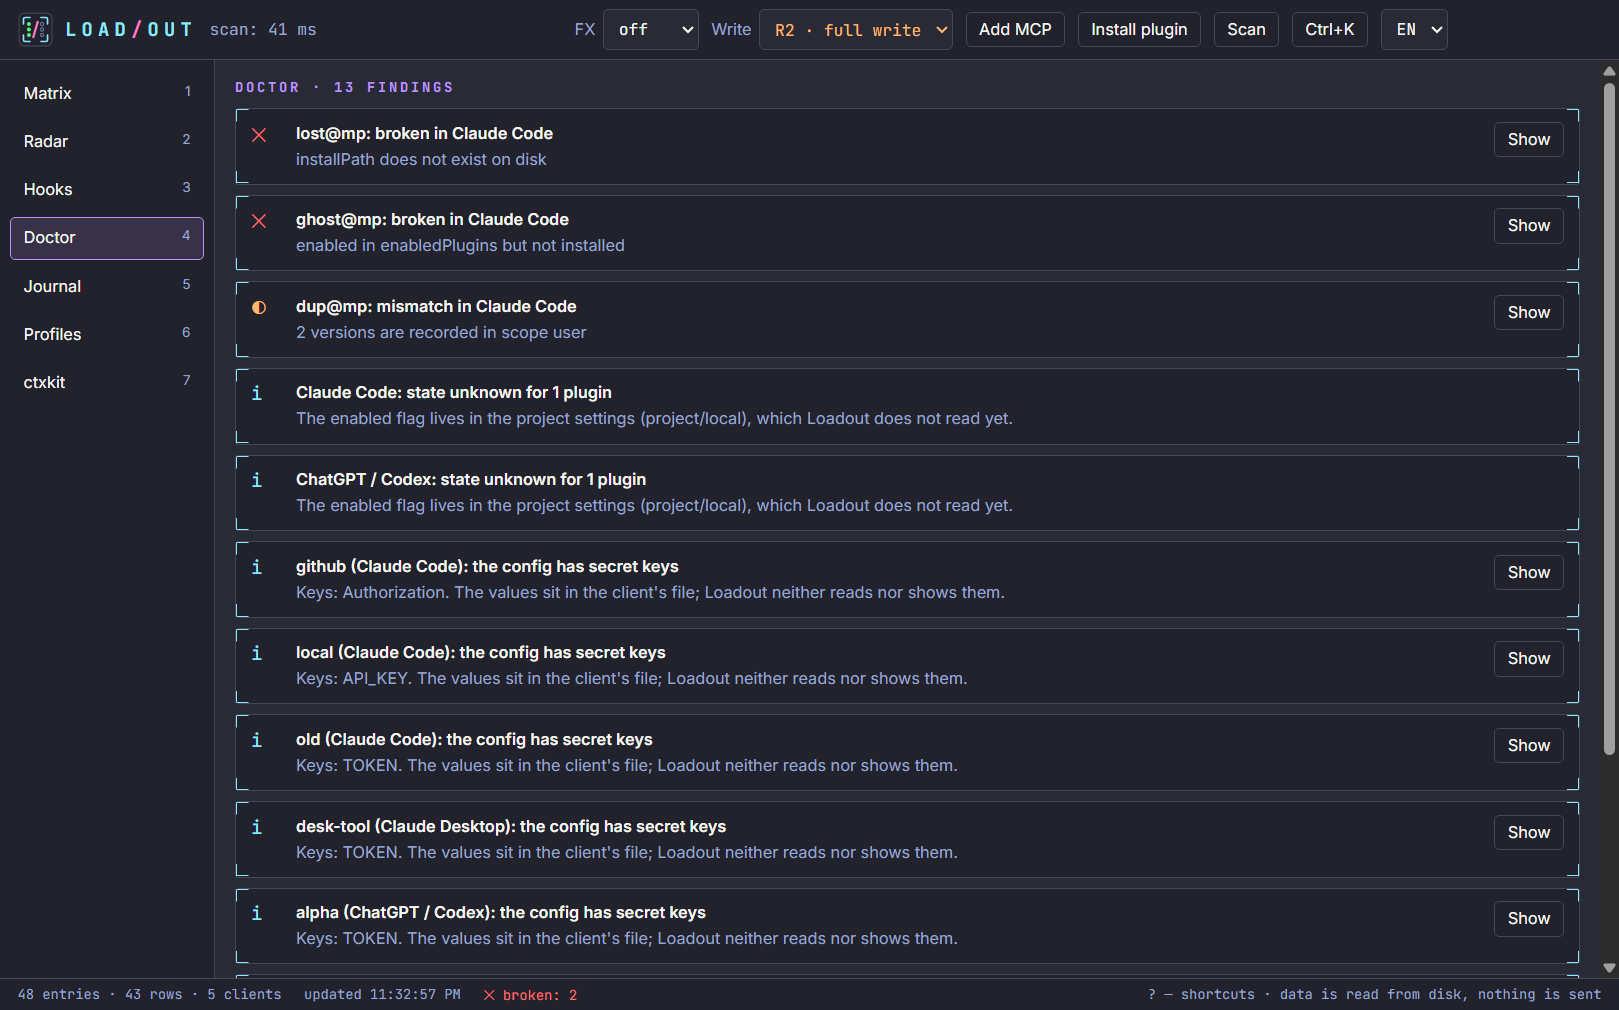 LOAD/OUT scan: 41 ms FX off Write R2 · full write Add MCP Install plugin Scan Ctrl+K EN
Matrix 1
Radar 2
Hooks 3
Doctor 4
Journal 5
Profiles 6
ctxkit 7
DOCTOR · 13 FINDINGS
lost@mp: broken in Claude Code
installPath does not exist on disk
Show
ghost@mp: broken in Claude Code
enabled in enabledPlugins but not installed
Show
dup@mp: mismatch in Claude Code
2 versions are recorded in scope user
Show
i Claude Code: state unknown for 1 plugin
The enabled flag lives in the project settings (project/local), which Loadout does not read yet.
i ChatGPT / Codex: state unknown for 1 plugin
The enabled flag lives in the project settings (project/local), which Loadout does not read yet.
i github (Claude Code): the config has secret keys
Keys: Authorization. The values sit in the client's file; Loadout neither reads nor shows them.
Show
i local (Claude Code): the config has secret keys
Keys: API_KEY. The values sit in the client's file; Loadout neither reads nor shows them.
Show
i old (Claude Code): the config has secret keys
Keys: TOKEN. The values sit in the client's file; Loadout neither reads nor shows them.
Show
i desk-tool (Claude Desktop): the config has secret keys
Keys: TOKEN. The values sit in the client's file; Loadout neither reads nor shows them.
Show
i alpha (ChatGPT / Codex): the config has secret keys
Keys: TOKEN. The values sit in the client's file; Loadout neither reads nor shows them.
Show
48 entries · 43 rows · 5 clients updated 11:32:57 PM broken: 2 ? — shortcuts · data is read from disk, nothing is sent